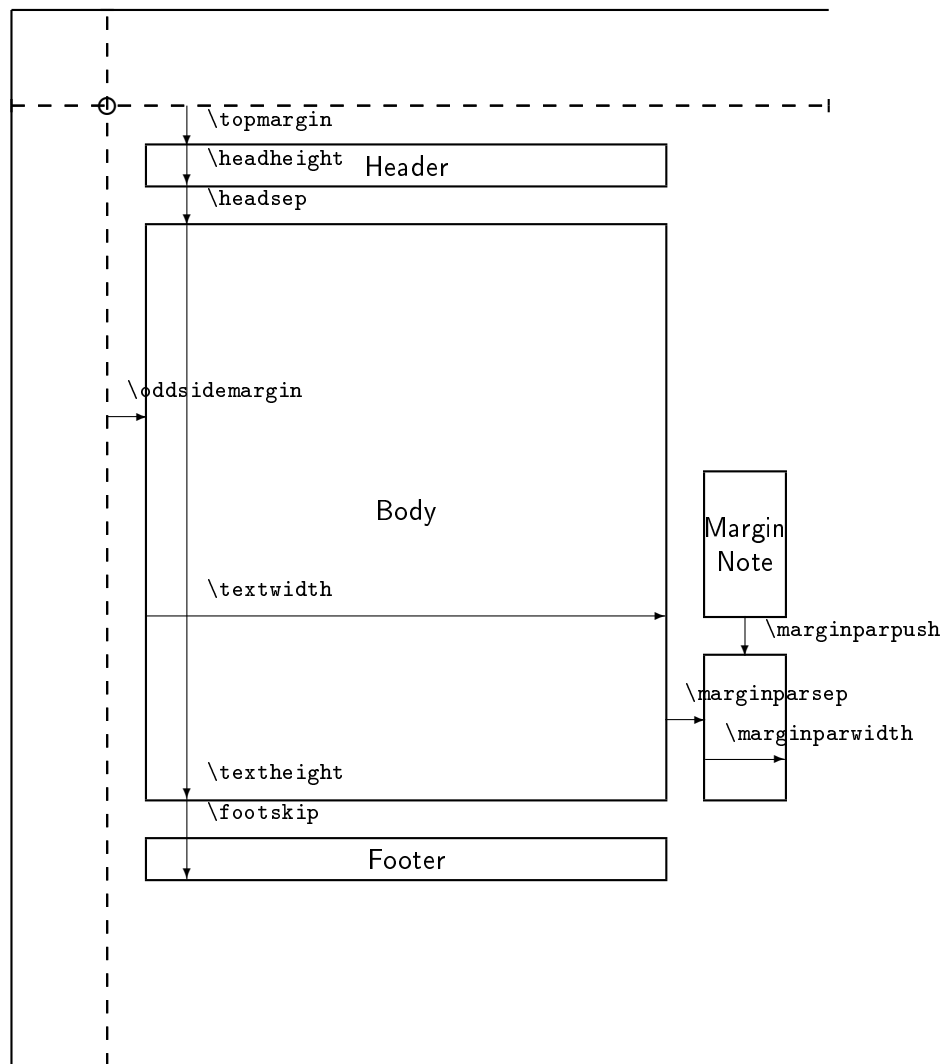 \topmargin
\headheight
Header
\headsep
\oddsidemargin
Body
Margin
Note
\textwidth
\marginparpush
\marginparsep
\marginparwidth
\textheight
\footskip
Footer